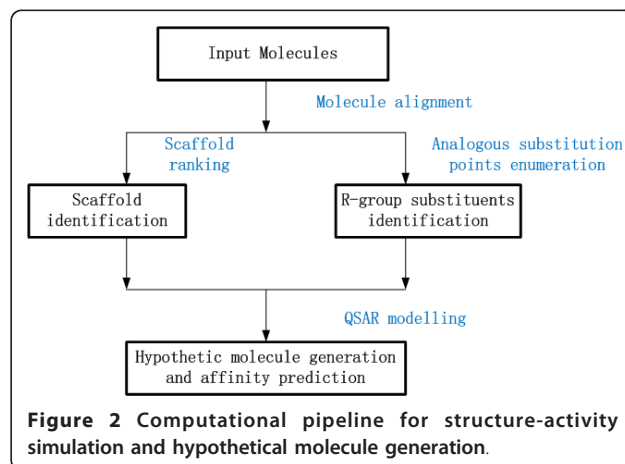 Input Molecules
Molecule alignment
Scaffold
ranking
Analogous substitution
points enumeration
Scaffold
identification
R-group substituents
identification
QSAR modelling
Hypothetic molecule generation
and affinity prediction
Figure 2 Computational pipeline for structure-activity
simulation and hypothetical molecule generation.